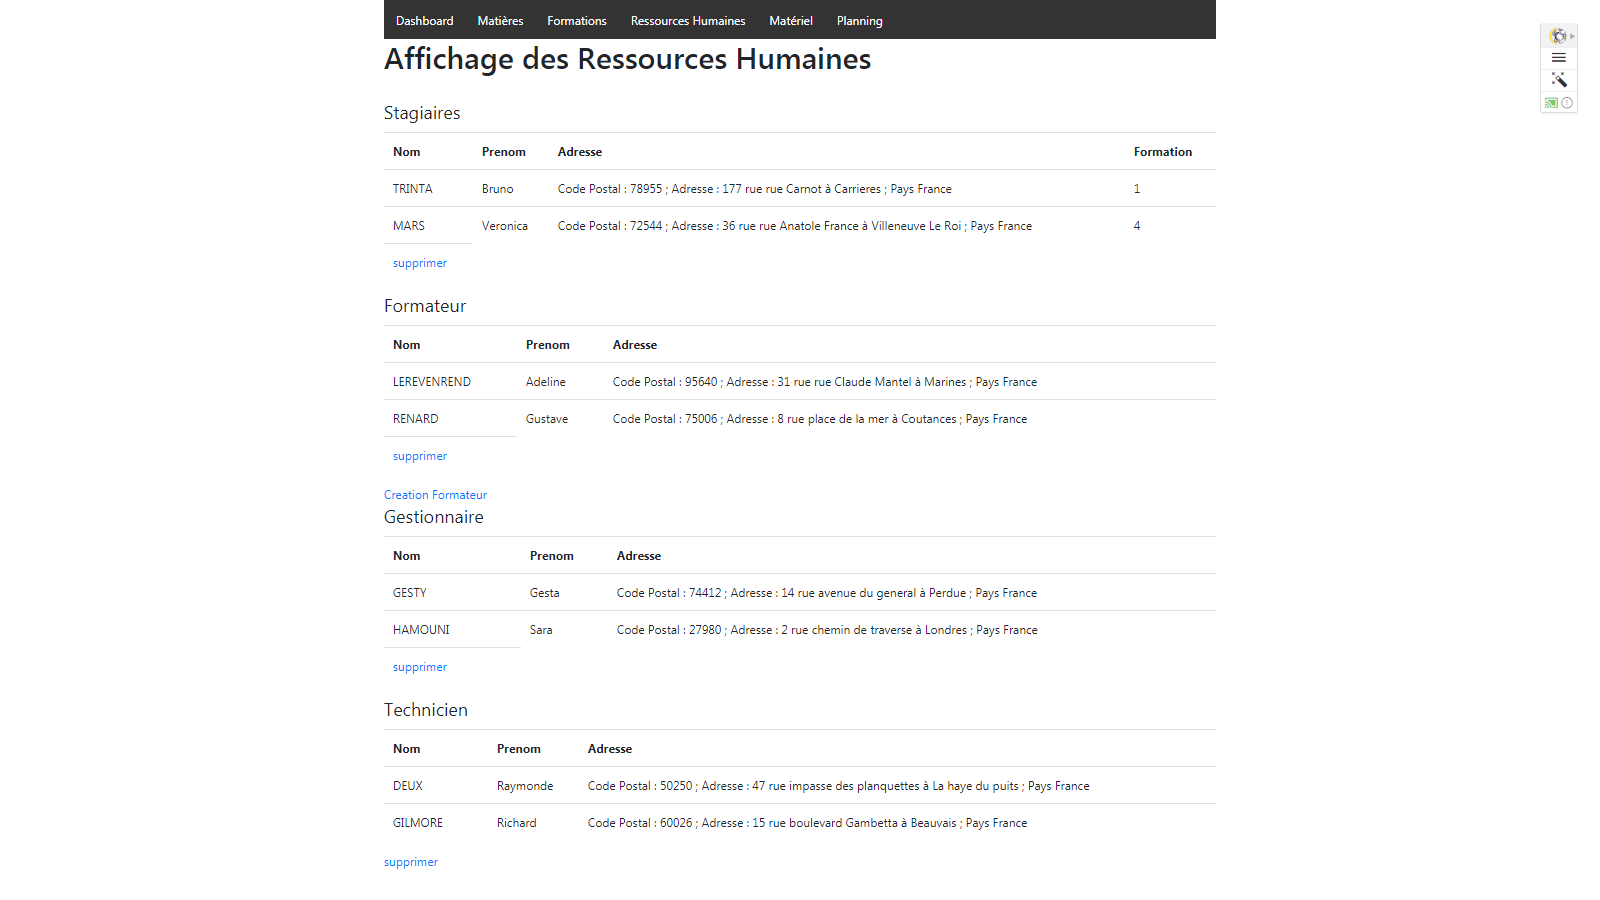 Dashboard Matières Formations Ressources Humaines Matériel Planning
Affichage des Ressources Humaines
Stagiaires
Nom Prenom Adresse Formation
TRINTA Bruno Code Postal : 78955 ; Adresse : 177 rue rue Carnot à Carrieres ; Pays France 1
MARS Veronica Code Postal : 72544 ; Adresse : 36 rue rue Anatole France à Villeneuve Le Roi ; Pays France 4
supprimer
Formateur
Nom Prenom Adresse
LEREVENREND Adeline Code Postal : 95640 ; Adresse : 31 rue rue Claude Mantel à Marines ; Pays France
RENARD Gustave Code Postal : 75006 ; Adresse : 8 rue place de la mer à Coutances ; Pays France
supprimer
Creation Formateur
Gestionnaire
Nom Prenom Adresse
GESTY Gesta Code Postal : 74412 ; Adresse : 14 rue avenue du general à Perdue ; Pays France
HAMOUNI Sara Code Postal : 27980 ; Adresse : 2 rue chemin de traverse à Londres ; Pays France
supprimer
Technicien
Nom Prenom Adresse
DEUX Raymonde Code Postal : 50250 ; Adresse : 47 rue impasse des planquettes à La haye du puits ; Pays France
GILMORE Richard Code Postal : 60026 ; Adresse : 15 rue boulevard Gambetta à Beauvais ; Pays France
supprimer